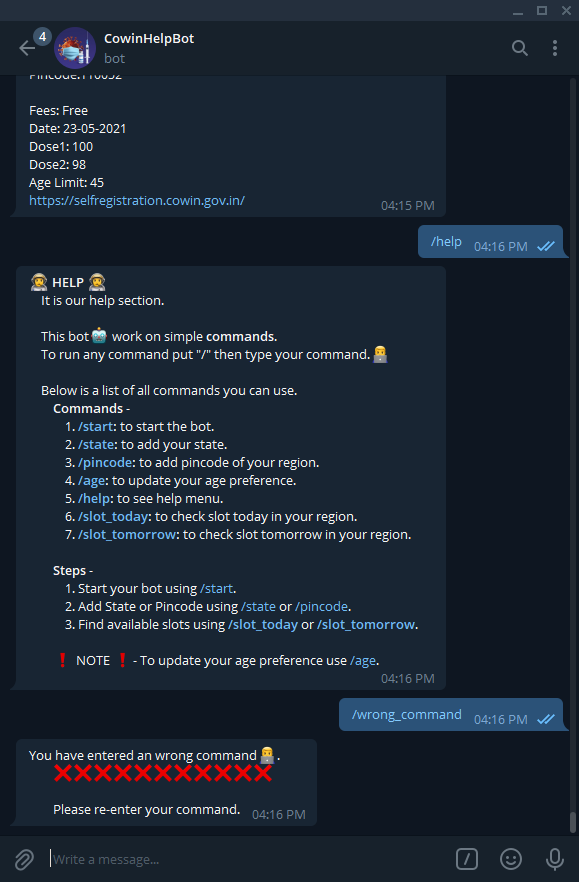 4
CowinHelpBot
bot
Pincode:110052
Fees: Free
Date: 23-05-2021
Dose1: 100
Dose2: 98
Age Limit: 45
https://selfregistration.cowin.gov.in/
04:15 PM
/help 04:16 PM
HELP
It is our help section.
This bot work on simple commands.
To run any command put "/" then type your command.
Below is a list of all commands you can use.
Commands -
1. /start: to start the bot.
2. /state: to add your state.
3. /pincode: to add pincode of your region.
4. /age: to update your age preference.
5. /help: to see help menu.
6. /slot_today: to check slot today in your region.
7. /slot_tomorrow: to check slot tomorrow in your region.
Steps -
1. Start your bot using /start.
2. Add State or Pincode using /state or /pincode.
3. Find available slots using /slot_today or /slot_tomorrow.
❗ NOTE ❗ - To update your age preference use /age.
04:16 PM
/wrong_command 04:16 PM
You have entered an wrong command .
❌❌❌❌❌❌❌❌❌❌❌
Please re-enter your command. 04:16 PM
Write a message...